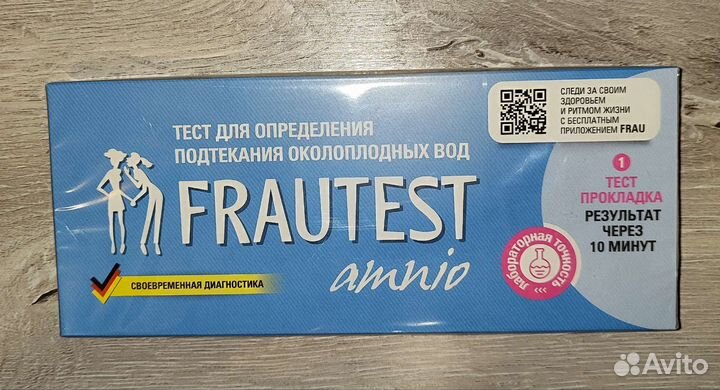 ТЕСТ ДЛЯ ОПРЕДЕЛЕНИЯ
ПОДТЕКАНИЯ ОКОЛОПЛОДНЫХ ВОД
FRAUTEST
amnio
СВОЕВРЕМЕННАЯ ДИАГНОСТИКА
СЛЕДИ ЗА СВОИМ
ЗДОРОВЬЕМ
И РИТМОМ ЖИЗНИ
С БЕСПЛАТНЫМ
ПРИЛОЖЕНИЕМ FRAU
1
ТЕСТ
ПРОКЛАДКА
РЕЗУЛЬТАТ
ЧЕРЕЗ
10 МИНУТ
лабораторная точность
<<<
Avito